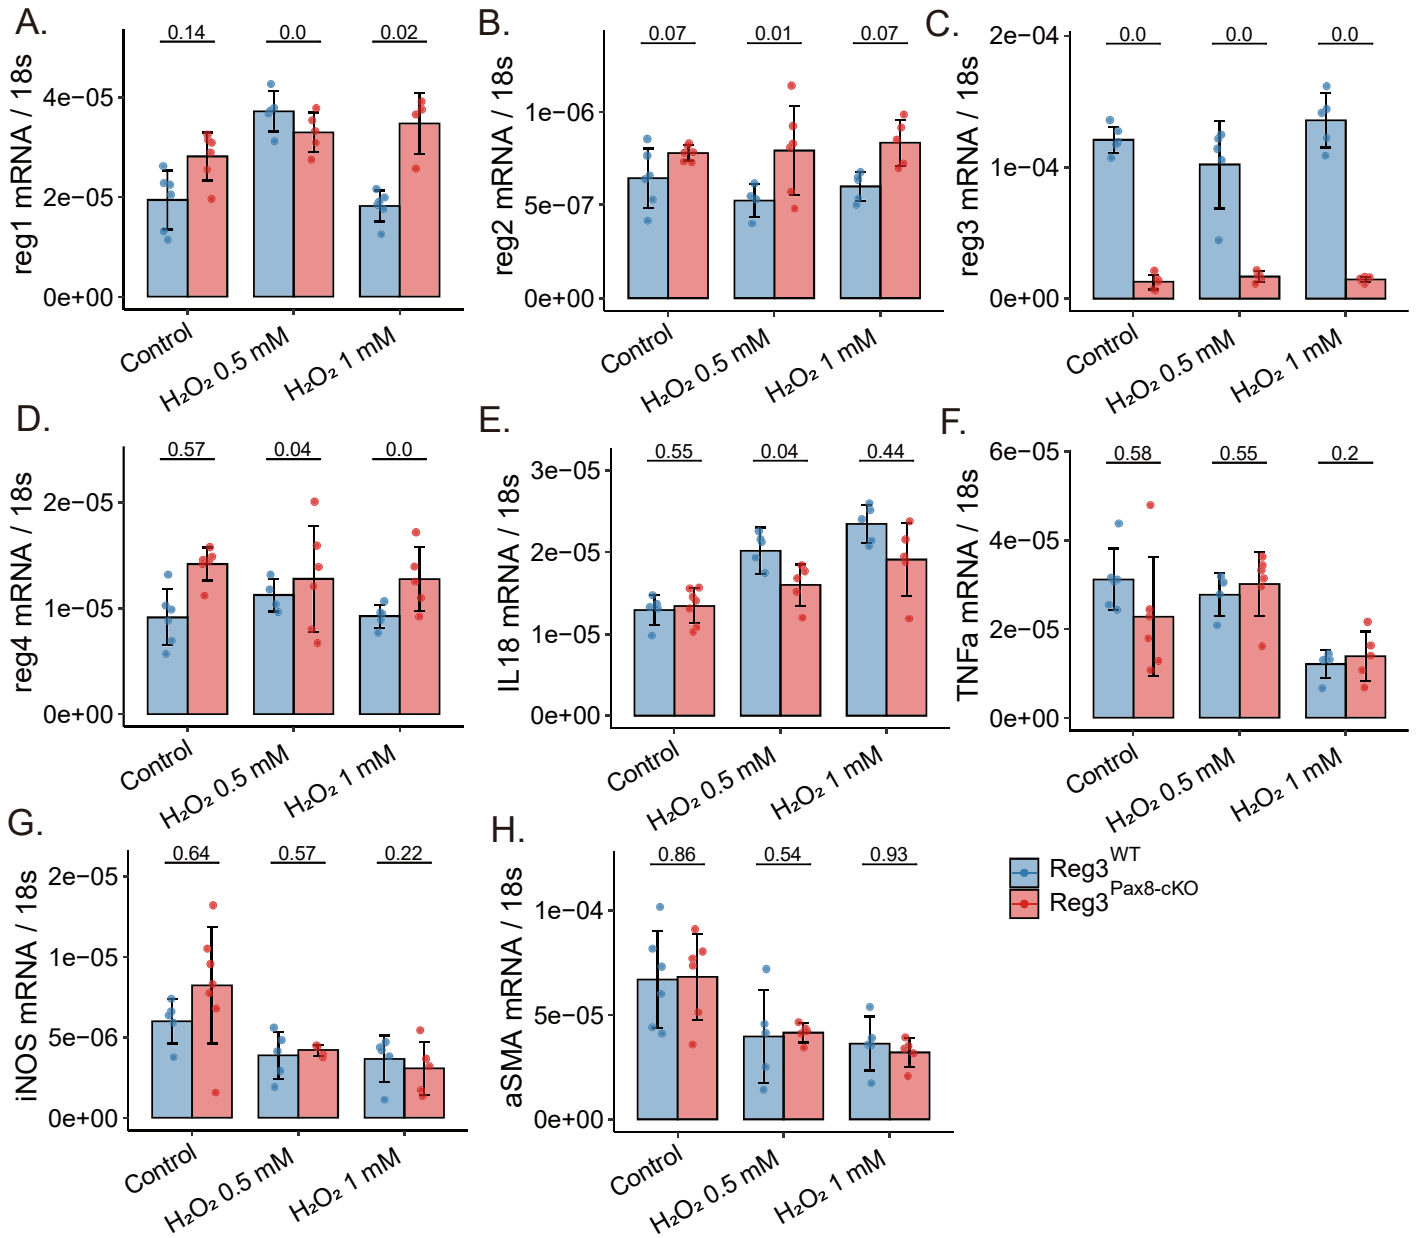 A.
reg1 mRNA / 18s
0.14 0.0 0.02
4e−05
2e−05
0e+00
Control
H₂O₂ 0.5 mM
H₂O₂ 1 mM
B.
reg2 mRNA / 18s
0.07 0.01 0.07
1e−06
5e−07
0e+00
Control
H₂O₂ 0.5 mM
H₂O₂ 1 mM
C.
reg3 mRNA / 18s
0.0 0.0 0.0
2e−04
1e−04
0e+00
Control
H₂O₂ 0.5 mM
H₂O₂ 1 mM
D.
reg4 mRNA / 18s
0.57 0.04 0.0
2e−05
1e−05
0e+00
Control
H₂O₂ 0.5 mM
H₂O₂ 1 mM
E.
IL18 mRNA / 18s
0.55 0.04 0.44
3e−05
2e−05
1e−05
0e+00
Control
H₂O₂ 0.5 mM
H₂O₂ 1 mM
F.
TNFa mRNA / 18s
0.58 0.55 0.2
6e−05
4e−05
2e−05
0e+00
Control
H₂O₂ 0.5 mM
H₂O₂ 1 mM
G.
iNOS mRNA / 18s
0.64 0.57 0.22
2e−05
1e−05
5e−06
0e+00
Control
H₂O₂ 0.5 mM
H₂O₂ 1 mM
H.
aSMA mRNA / 18s
0.86 0.54 0.93
1e−04
5e−05
0e+00
Control
H₂O₂ 0.5 mM
H₂O₂ 1 mM
Reg3WT
Reg3Pax8-cKO